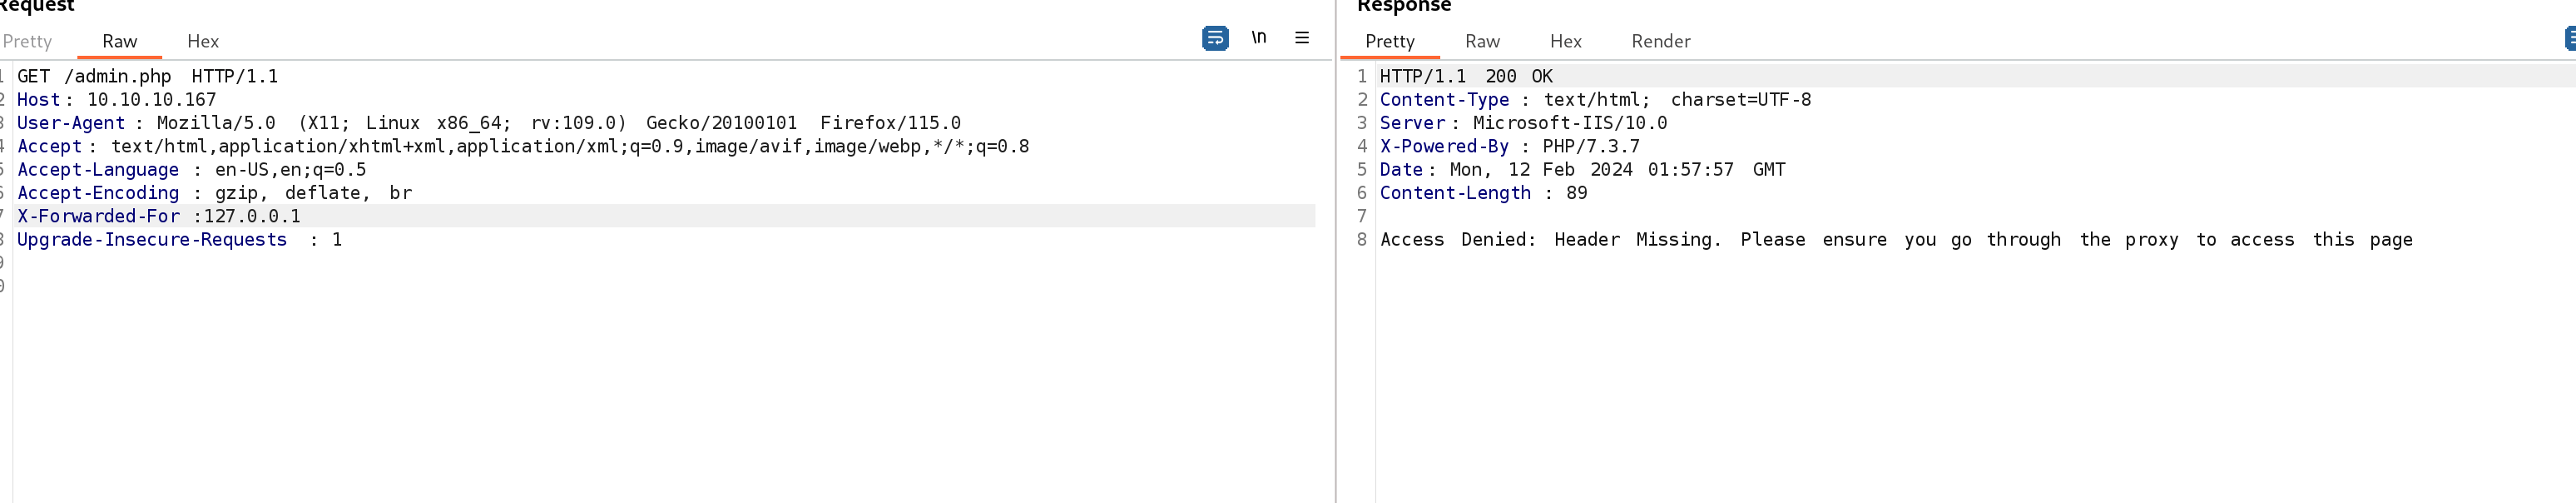 Request
Pretty Raw Hex \n
1 GET /admin.php HTTP/1.1
2 Host: 10.10.10.167
3 User-Agent: Mozilla/5.0 (X11; Linux x86_64; rv:109.0) Gecko/20100101 Firefox/115.0
4 Accept: text/html,application/xhtml+xml,application/xml;q=0.9,image/avif,image/webp,*/*;q=0.8
5 Accept-Language: en-US,en;q=0.5
6 Accept-Encoding: gzip, deflate, br
7 X-Forwarded-For:127.0.0.1
8 Upgrade-Insecure-Requests: 1
9
0
Response
Pretty Raw Hex Render
1 HTTP/1.1 200 OK
2 Content-Type: text/html; charset=UTF-8
3 Server: Microsoft-IIS/10.0
4 X-Powered-By: PHP/7.3.7
5 Date: Mon, 12 Feb 2024 01:57:57 GMT
6 Content-Length: 89
7
8 Access Denied: Header Missing. Please ensure you go through the proxy to access this page